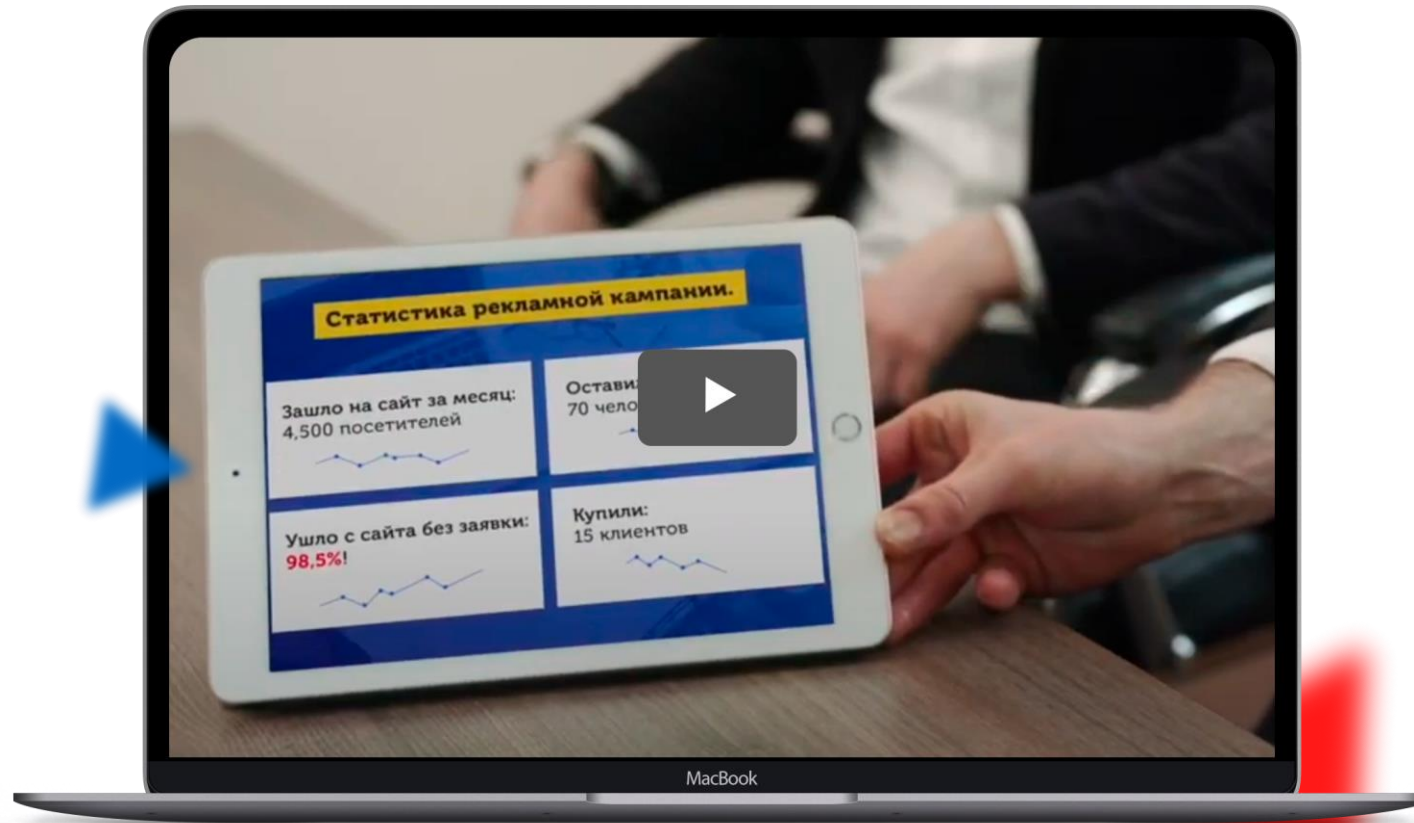 Статистика рекламной кампании.
Зашло на сайт за месяц:
4,500 посетителей
70
Ушло с сайта без заявки:
98,5%!
Купили:
15 клиентов
MacBook